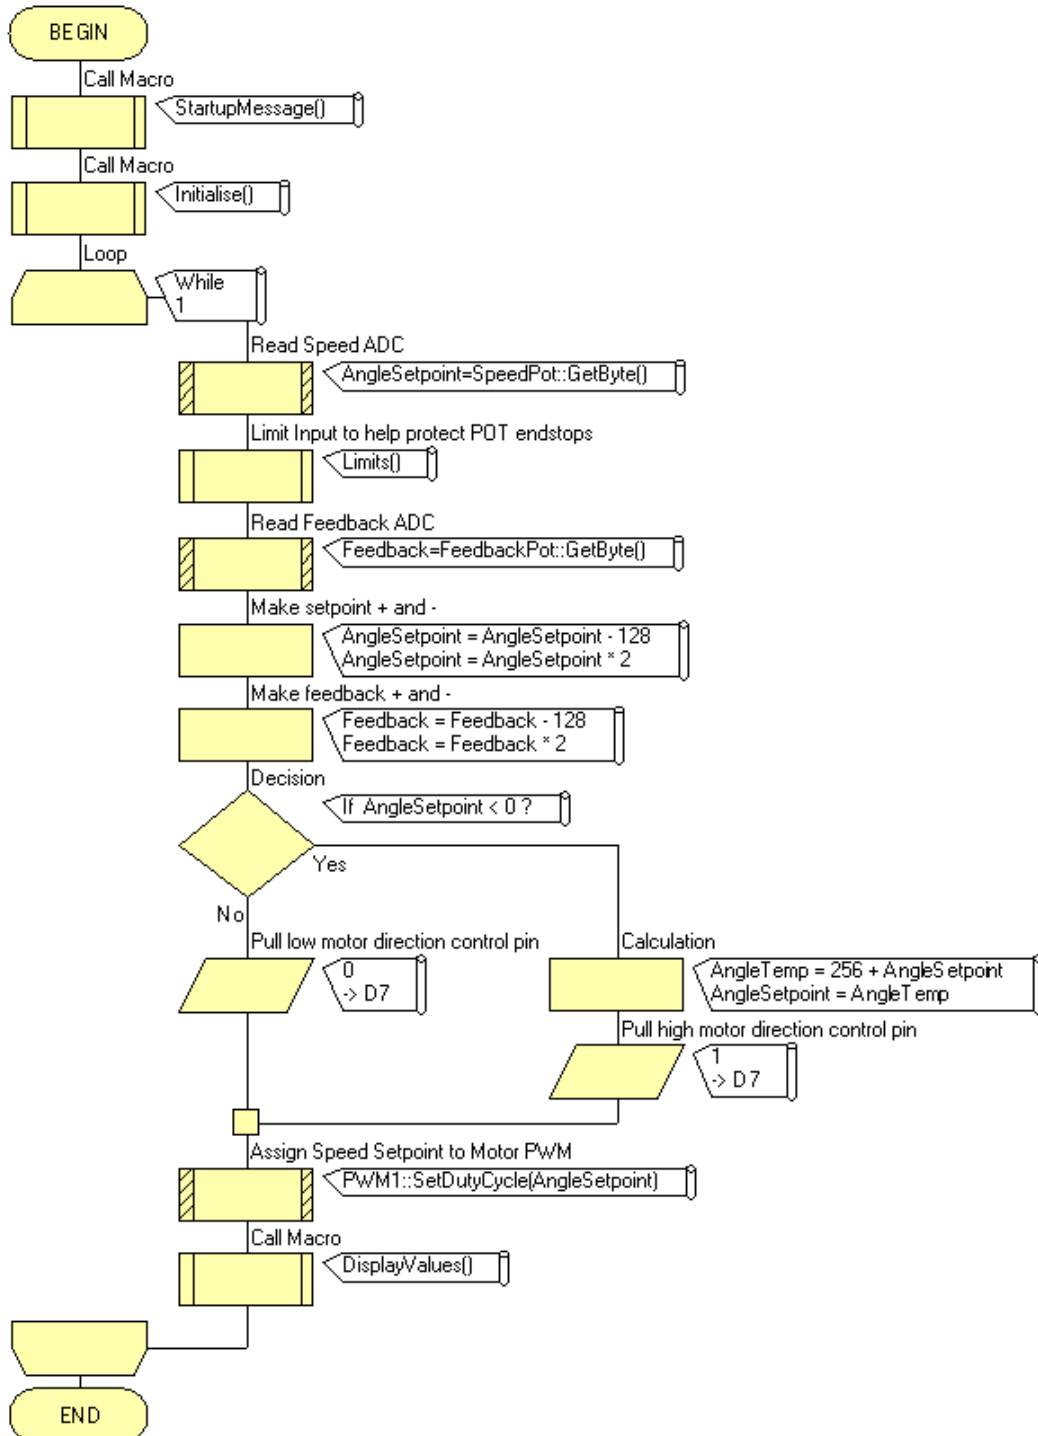 BEGIN
Call Macro
StartupMessage()
Call Macro
Initialise()
Loop
While
1
Read Speed ADC
AngleSetpoint=SpeedPot::GetByte()
Limit Input to help protect POT endstops
Limits()
Read Feedback ADC
Feedback=FeedbackPot::GetByte()
Make setpoint + and -
AngleSetpoint = AngleSetpoint - 128
AngleSetpoint = AngleSetpoint * 2
Make feedback + and -
Feedback = Feedback - 128
Feedback = Feedback * 2
Decision
If AngleSetpoint < 0 ?
Yes
No
Pull low motor direction control pin
0
-> D7
Calculation
AngleTemp = 256 + AngleSetpoint
AngleSetpoint = AngleTemp
Pull high motor direction control pin
1
-> D7
Assign Speed Setpoint to Motor PWM
PWM1::SetDutyCycle(AngleSetpoint)
Call Macro
DisplayValues()
END